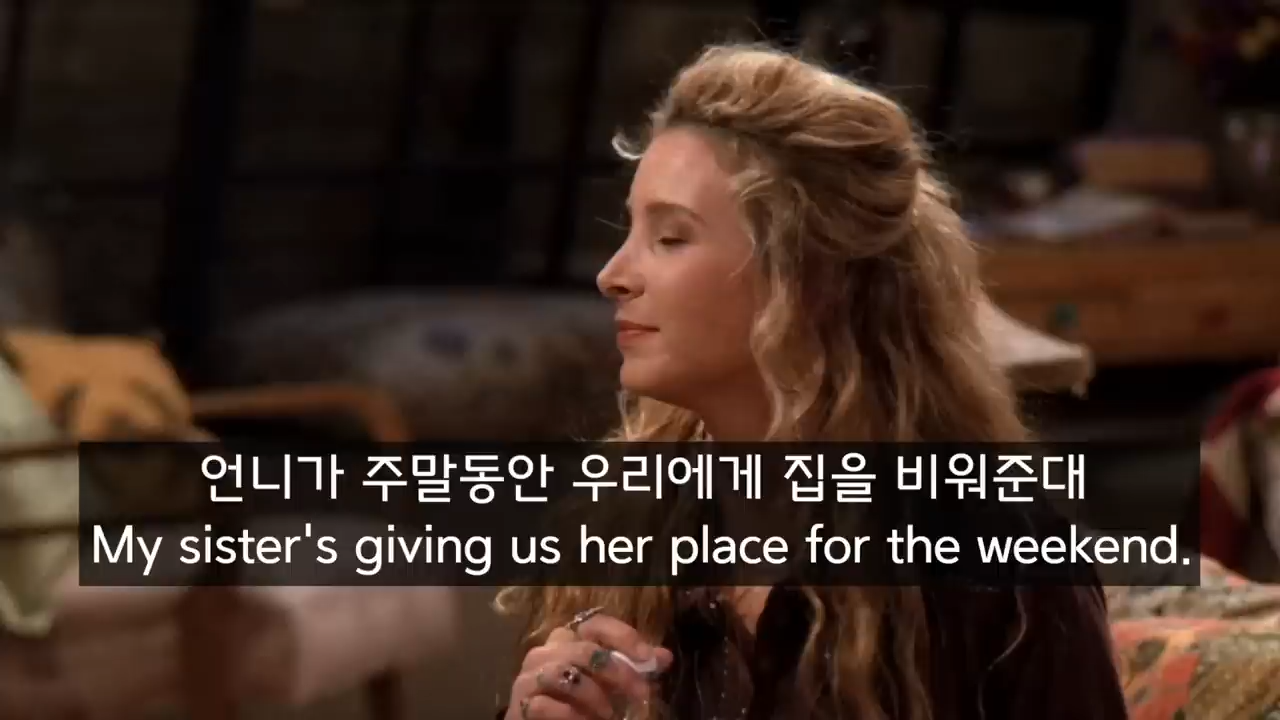 언니가 주말동안 우리에게 집을 비워준대
My sister's giving us her place for the weekend.